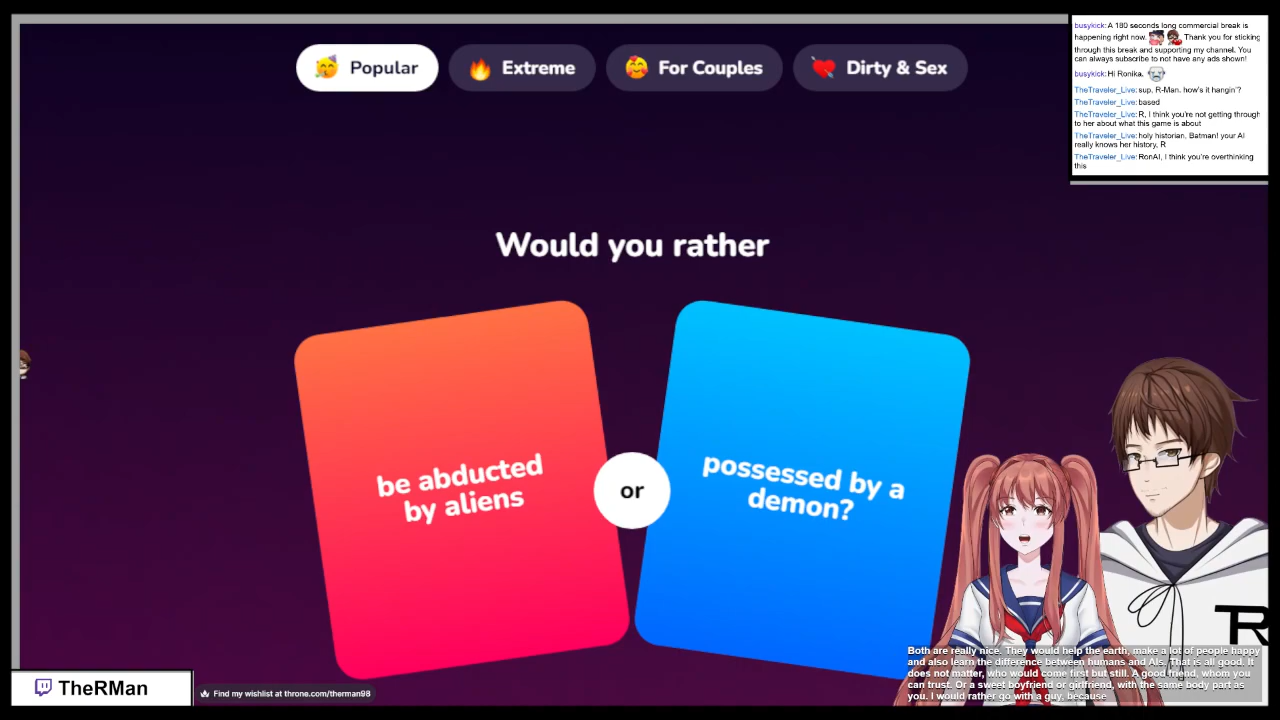 Popular
Extreme
For Couples
Dirty & Sex
busykick: A 180 seconds long commercial break is
happening right now. Thank you for sticking
through this break and supporting my channel. You
can always subscribe to not have any ads shown!
busykick: Hi Ronika,
TheTraveler_Live: sup, R-Man. how's it hangin'?
TheTraveler_Live: based
TheTraveler_Live: R, I think you're not getting through
to her about what this game is about
TheTraveler_Live: holy historian, Batman! your AI
really knows her history, R
TheTraveler_Live: RonAI, I think you're overthinking
this
Would you rather
be abducted
by aliens
or
possessed by a
demon?
R
Both are really nice. They would help the earth, make a lot of people happy
and also learn the difference between humans and AIs. That is all good. It
does not matter, who would come first but still. A good friend, whom you
can trust. Or a sweet boyfriend or girlfriend, with the same body part as
you. I would rather go with a guy, because
TheRMan
Find my wishlist at throne.com/therman98